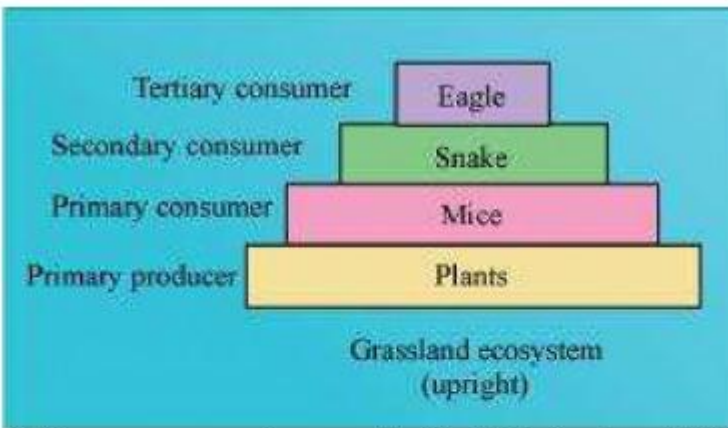 Tertiary consumer Eagle
Secondary consumer Snake
Primary consumer Mice
Primary producer Plants
Grassland ecosystem
(upright)